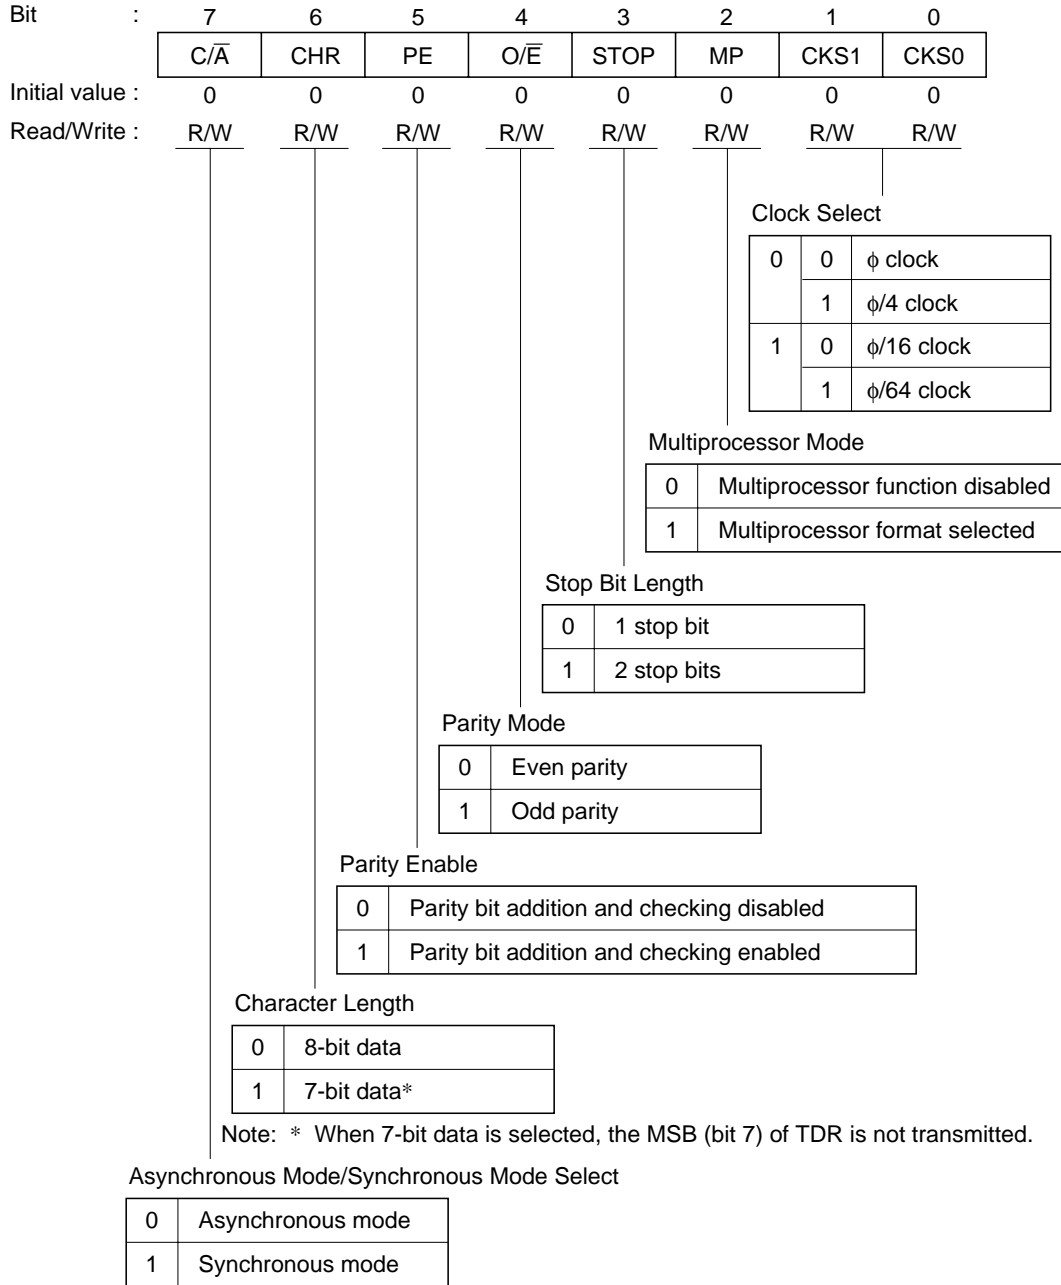 Bit : 7 6 5 4 3 2 1 0
C/A̅ CHR PE O/E̅ STOP MP CKS1 CKS0
Initial value : 0 0 0 0 0 0 0 0
Read/Write : R/W R/W R/W R/W R/W R/W R/W R/W
Clock Select
0 0 ϕ clock
1 ϕ/4 clock
1 0 ϕ/16 clock
1 ϕ/64 clock
Multiprocessor Mode
0 Multiprocessor function disabled
1 Multiprocessor format selected
Stop Bit Length
0 1 stop bit
1 2 stop bits
Parity Mode
0 Even parity
1 Odd parity
Parity Enable
0 Parity bit addition and checking disabled
1 Parity bit addition and checking enabled
Character Length
0 8-bit data
1 7-bit data*
Note: * When 7-bit data is selected, the MSB (bit 7) of TDR is not transmitted.
Asynchronous Mode/Synchronous Mode Select
0 Asynchronous mode
1 Synchronous mode